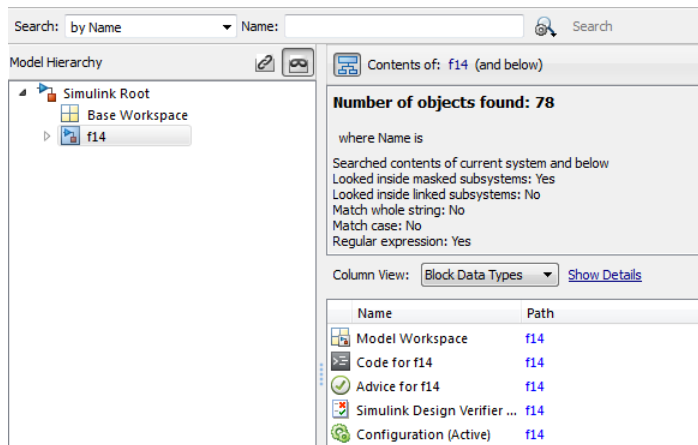 Search: by Name Name: Search
Model Hierarchy
Contents of: f14 (and below)
Simulink Root
Base Workspace
f14
Number of objects found: 78
where Name is
Searched contents of current system and below
Looked inside masked subsystems: Yes
Looked inside linked subsystems: No
Match whole string: No
Match case: No
Regular expression: Yes
Column View: Block Data Types Show Details
Name Path
Model Workspace f14
Code for f14 f14
Advice for f14 f14
Simulink Design Verifier ... f14
Configuration (Active) f14